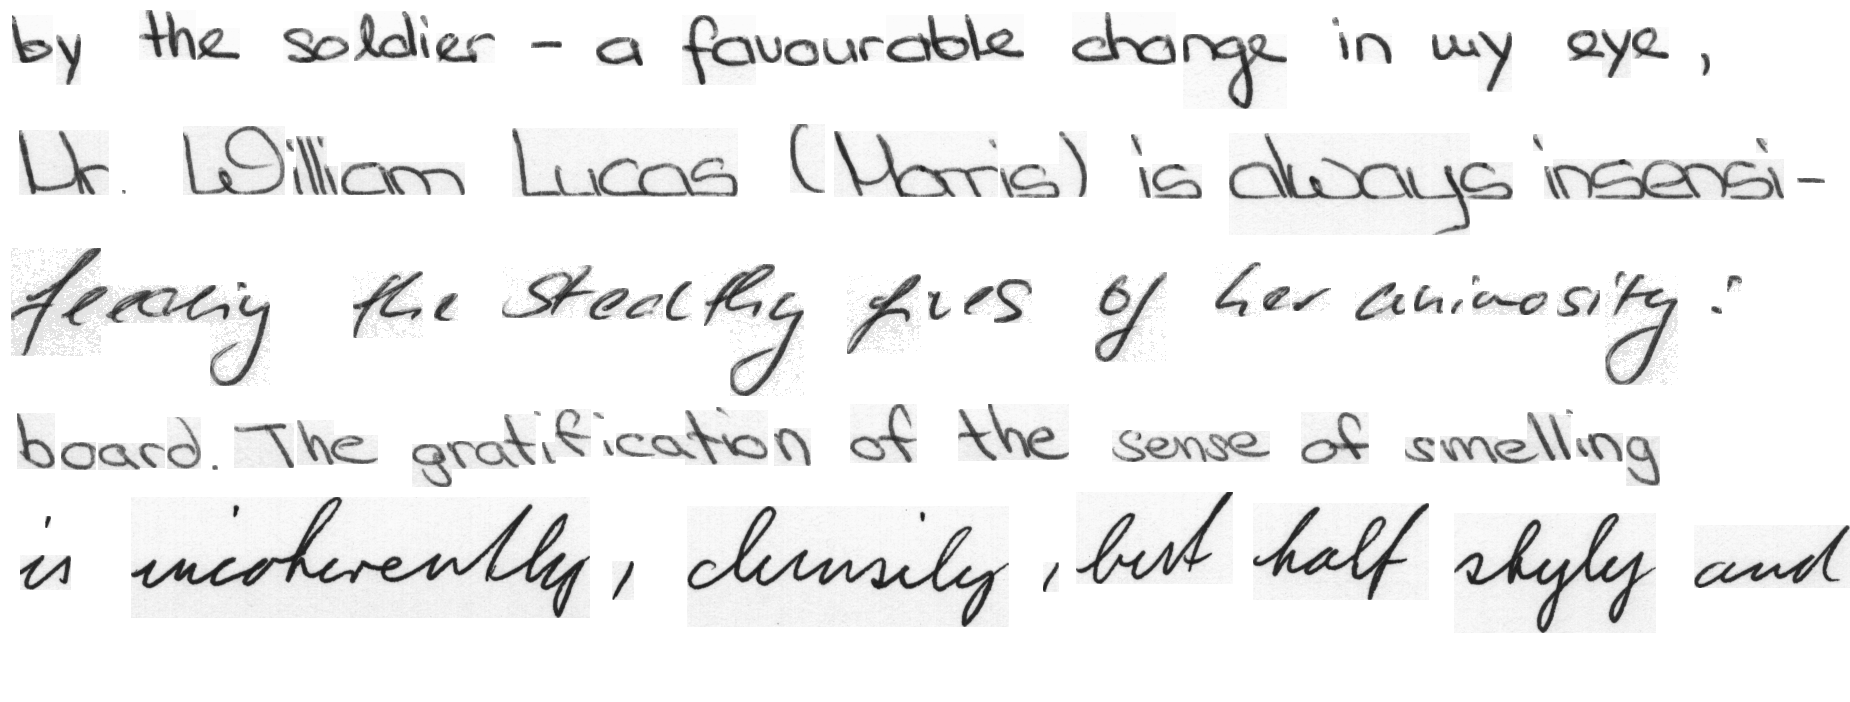 by the soldier - a favourable change in my eye,
Mr. William Lucas (Morris) is always insensi-
fearing the stealthy fires of her animosity:
board. The gratification of the sense of smelling
is incoherently, clumsily, but half shyly and